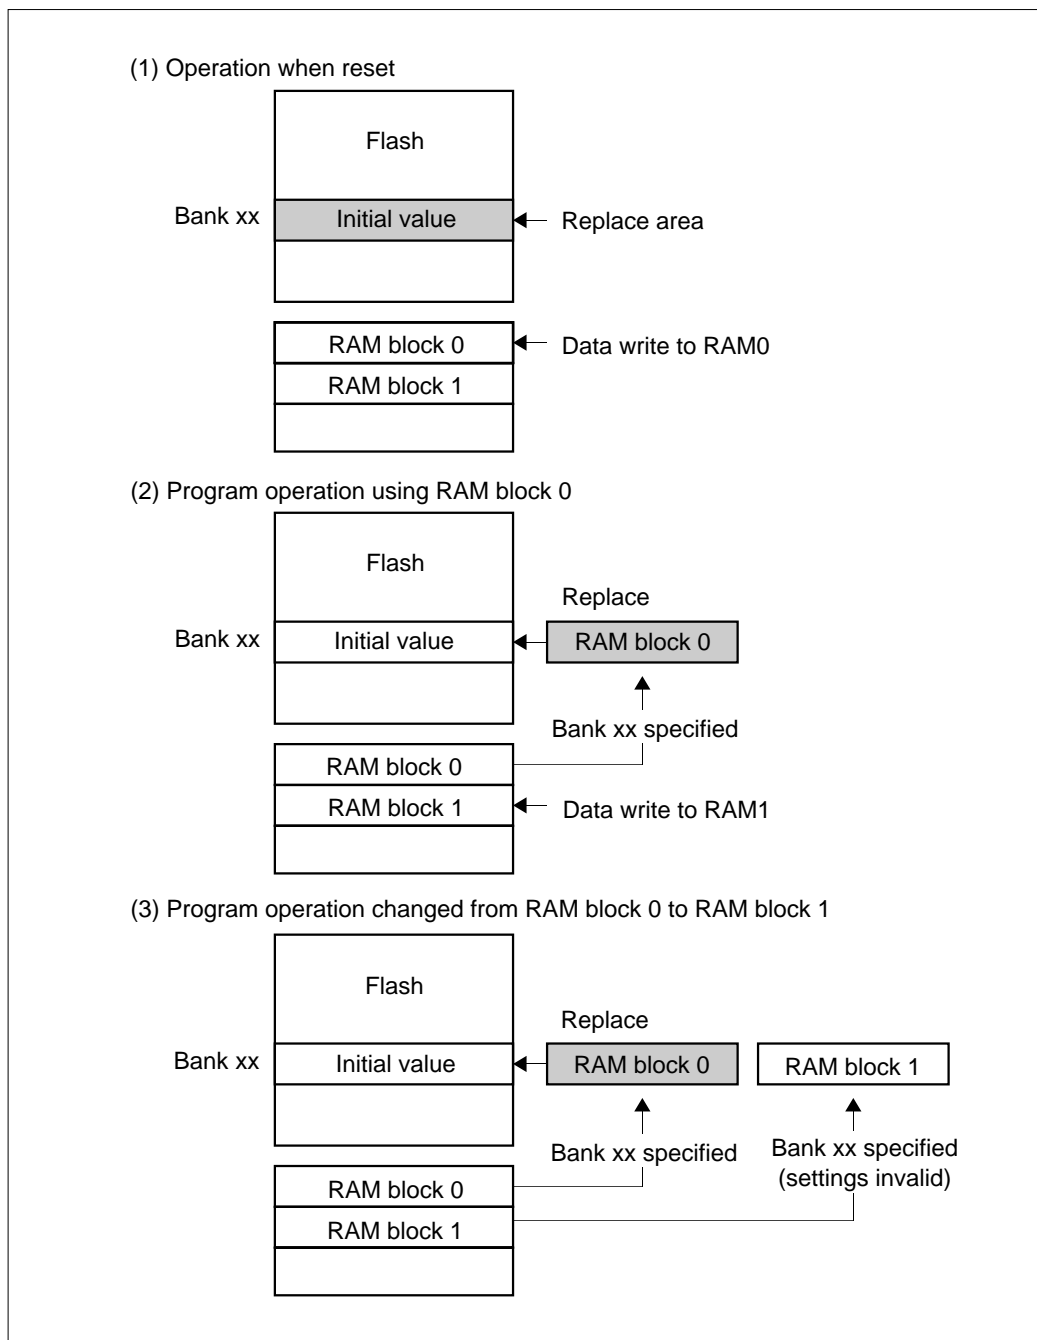 (1) Operation when reset
Flash
Bank xx
Initial value
Replace area
RAM block 0
Data write to RAM0
RAM block 1
(2) Program operation using RAM block 0
Flash
Replace
Bank xx
Initial value
RAM block 0
Bank xx specified
RAM block 0
RAM block 1
Data write to RAM1
(3) Program operation changed from RAM block 0 to RAM block 1
Flash
Replace
Bank xx
Initial value
RAM block 0
RAM block 1
Bank xx specified
Bank xx specified
(settings invalid)
RAM block 0
RAM block 1